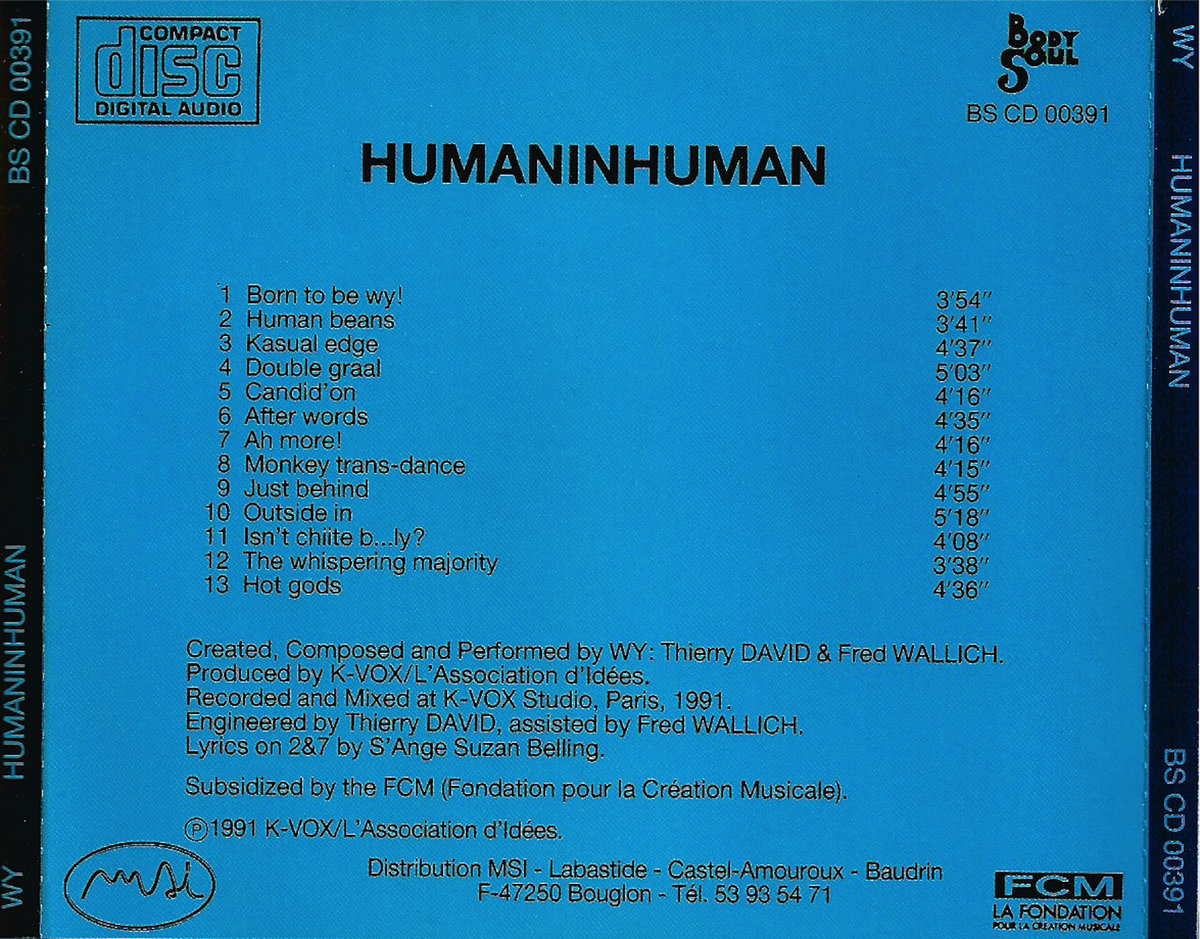 BS CD 00391
HUMANINHUMAN
WY
COMPACT
disc
DIGITAL AUDIO
BODY
SOUL
BS CD 00391
HUMANINHUMAN
1 Born to be wy! 3'54"
2 Human beans 3'41"
3 Kasual edge 4'37"
4 Double graal 5'03"
5 Candid'on 4'16"
6 After words 4'35"
7 Ah more! 4'16"
8 Monkey trans-dance 4'15"
9 Just behind 4'55"
10 Outside in 5'18"
11 Isn't chiite b...ly? 4'08"
12 The whispering majority 3'38"
13 Hot gods 4'36"
Created, Composed and Performed by WY: Thierry DAVID & Fred WALLICH.
Produced by K-VOX/L'Association d'Idées.
Recorded and Mixed at K-VOX Studio, Paris, 1991.
Engineered by Thierry DAVID, assisted by Fred WALLICH.
Lyrics on 2&7 by S'Ange Suzan Belling.
Subsidized by the FCM (Fondation pour la Création Musicale).
℗1991 K-VOX/L'Association d'Idées.
msi
Distribution MSI - Labastide - Castel-Amouroux - Baudrin
F-47250 Bouglon - Tél. 53 93 54 71
FCM
LA FONDATION
POUR LA CRÉATION MUSICALE
WY
HUMANINHUMAN
BS CD 00391